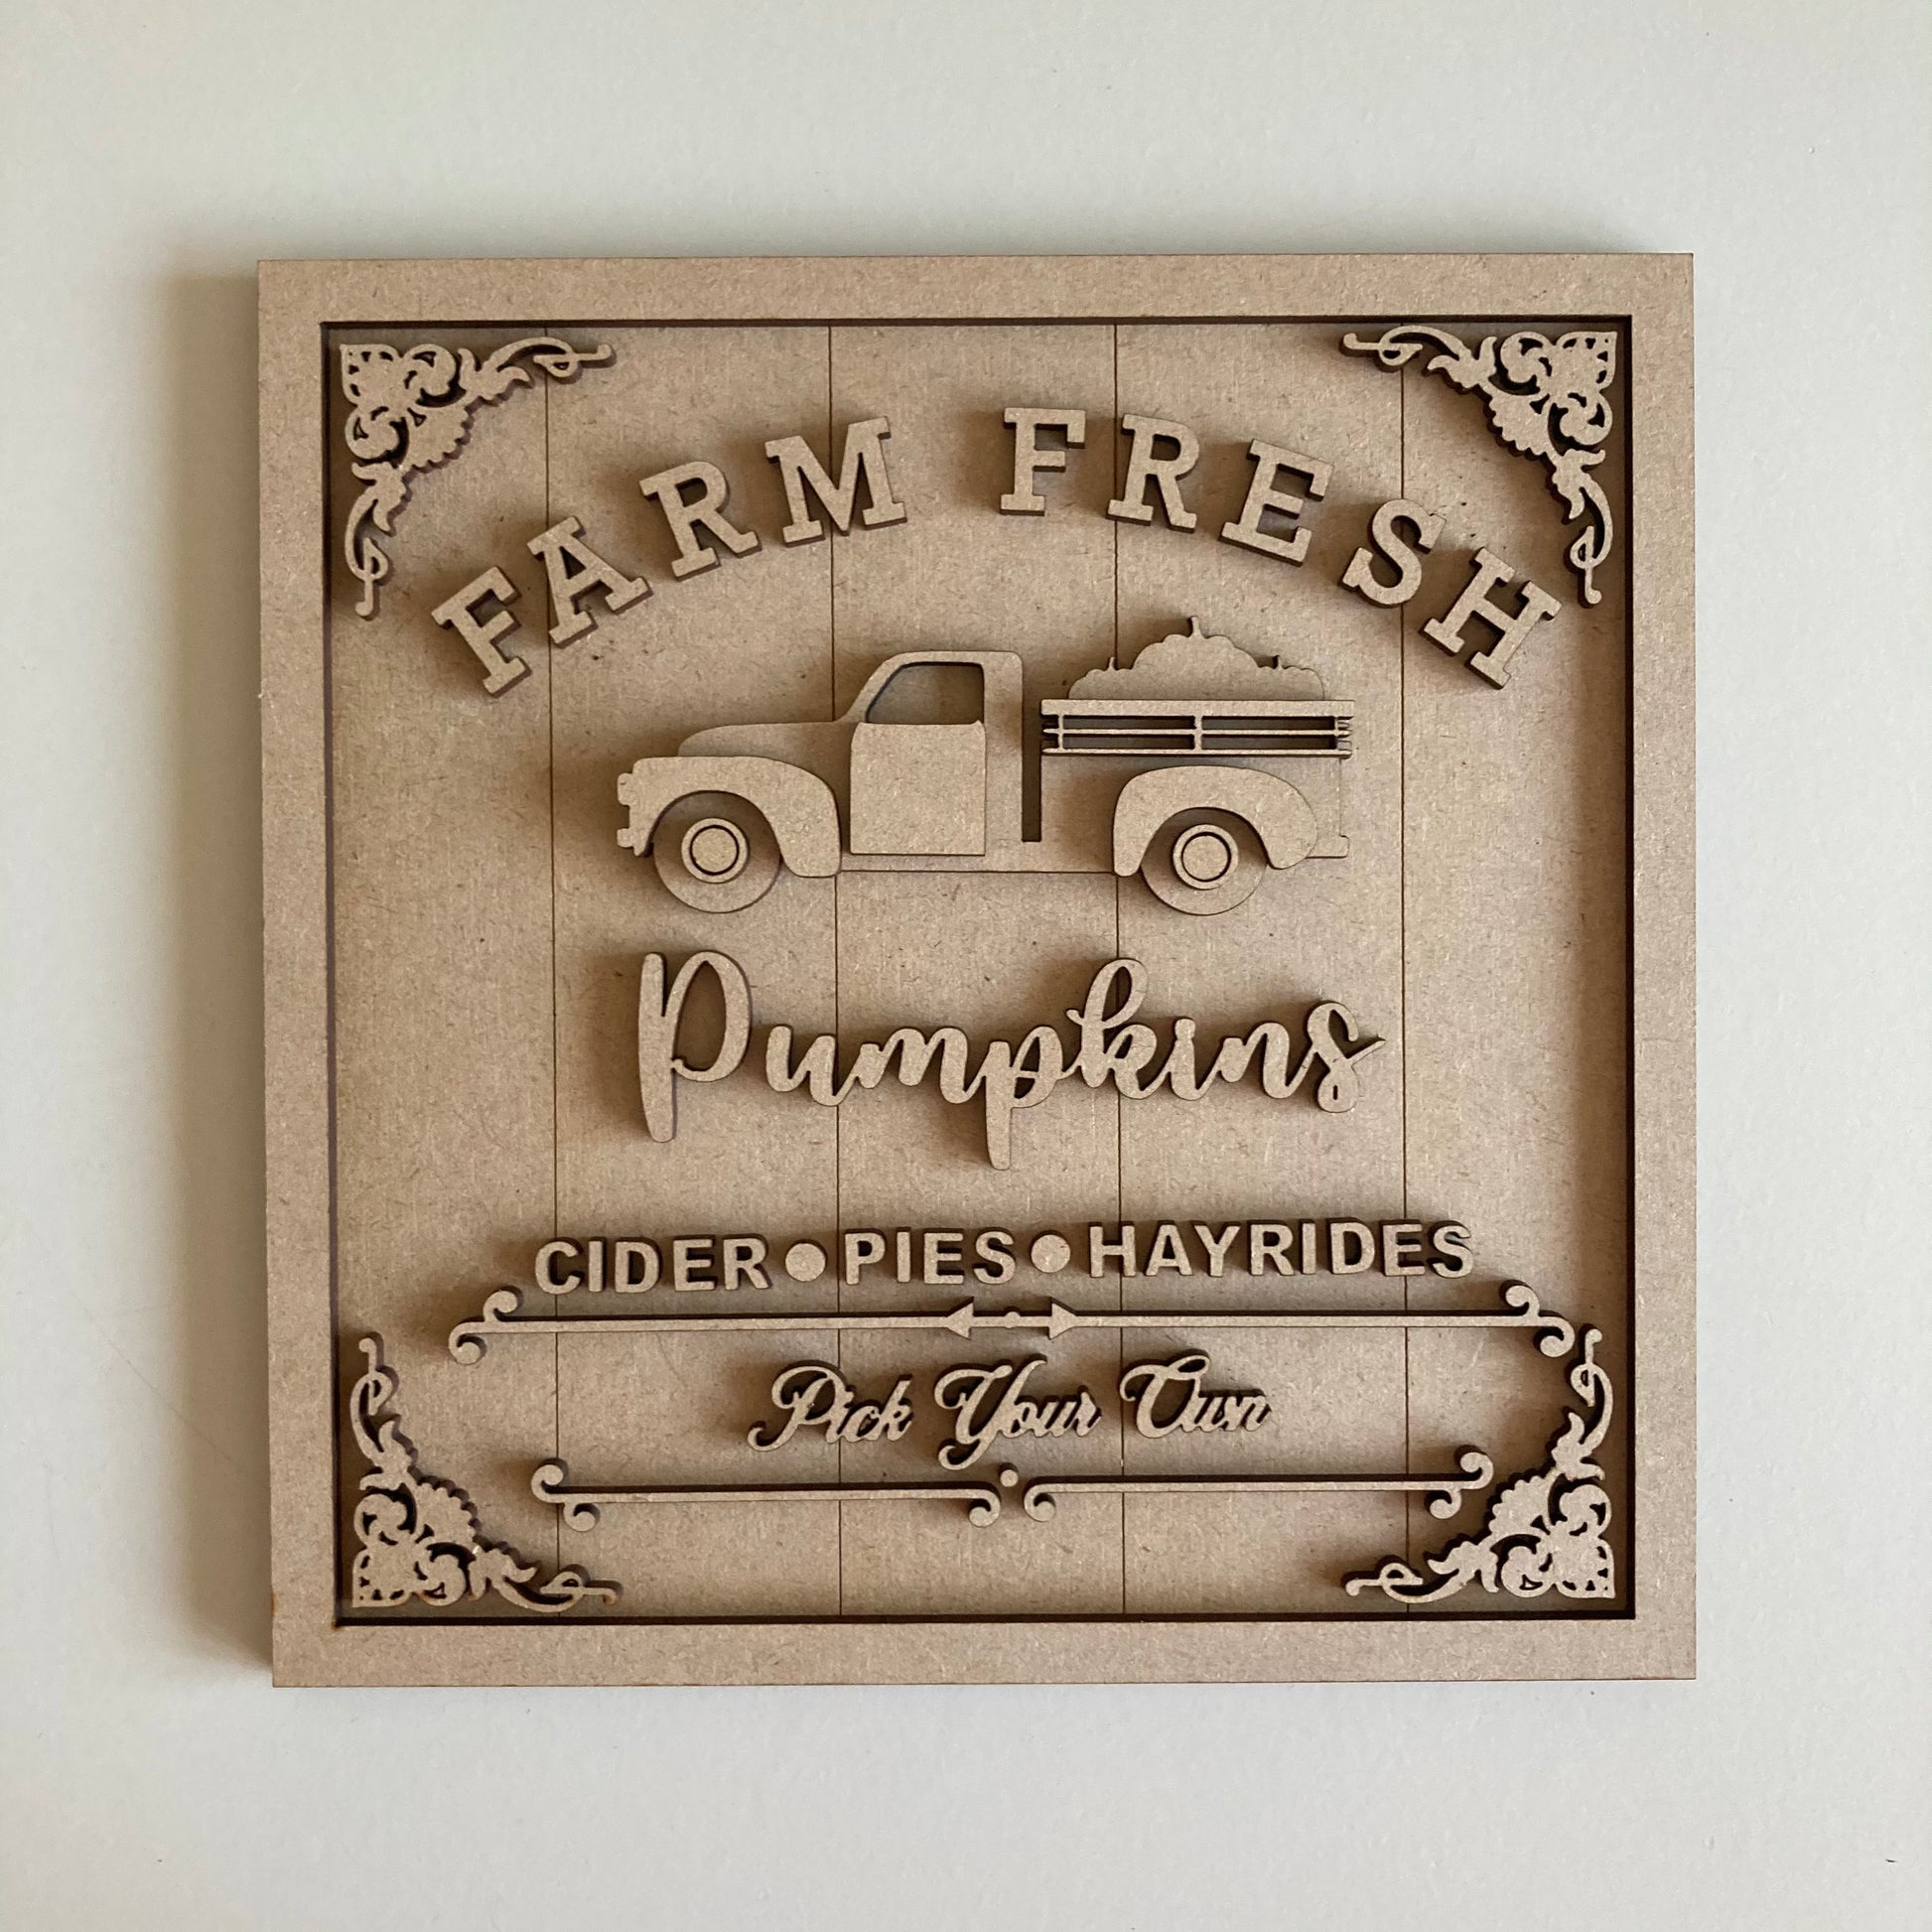 FARM FRESH
Pumpkins
CIDER•PIES•HAYRIDES
Pick Your Own